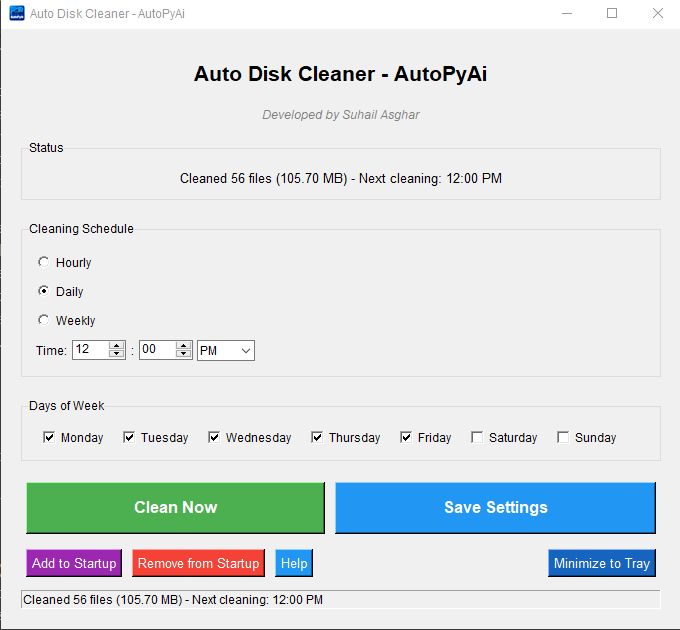 Auto Disk Cleaner - AutoPyAi
Auto Disk Cleaner - AutoPyAi
Developed by Suhail Asghar
Status
Cleaned 56 files (105.70 MB) - Next cleaning: 12:00 PM
Cleaning Schedule
Hourly
Daily
Weekly
Time: 12 : 00 PM
Days of Week
Monday Tuesday Wednesday Thursday Friday Saturday Sunday
Clean Now Save Settings
Add to Startup Remove from Startup Help Minimize to Tray
Cleaned 56 files (105.70 MB) - Next cleaning: 12:00 PM